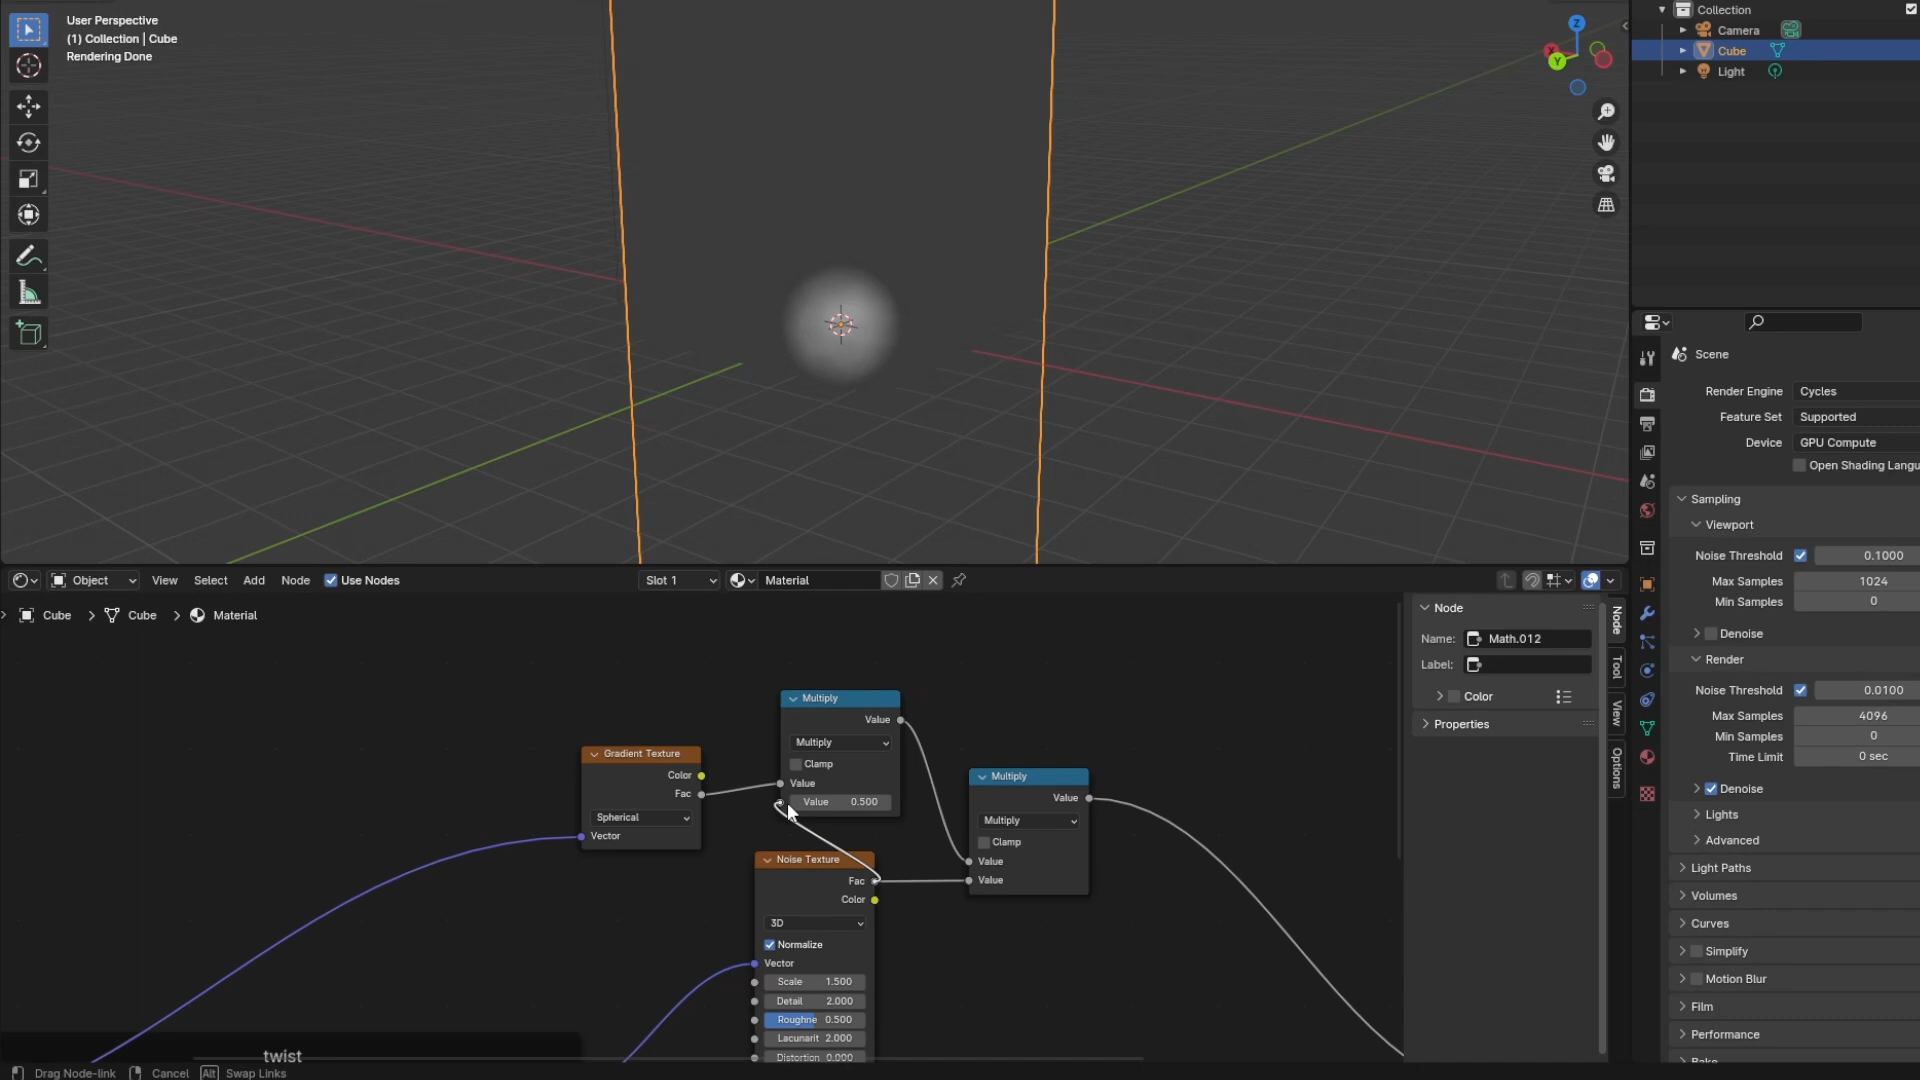 User Perspective
(1) Collection | Cube
Rendering Done
X
Y
Z
Collection
Camera
Cube
Light
Scene
Render Engine Cycles
Feature Set Supported
Device GPU Compute
Open Shading Langu
Sampling
Viewport
Noise Threshold 0.1000
Max Samples 1024
Min Samples 0
Denoise
Render
Noise Threshold 0.0100
Max Samples 4096
Min Samples 0
Time Limit 0 sec
Denoise
Lights
Advanced
Light Paths
Volumes
Curves
Simplify
Motion Blur
Film
Performance
Object View Select Add Node Use Nodes Slot 1 Material
Cube > Cube > Material
Node
Name: Math.012
Label:
Color
Properties
Node
Tool
View
Options
Gradient Texture
Color
Fac
Spherical
Vector
Multiply
Value
Multiply
Clamp
Value
Value 0.500
Noise Texture
Fac
Color
3D
Normalize
Vector
Scale 1.500
Detail 2.000
Roughne 0.500
Lacunarit 2.000
Distortion 0.000
Multiply
Value
Multiply
Clamp
Value
Value
twist
Drag Node-link Cancel Alt Swap Links